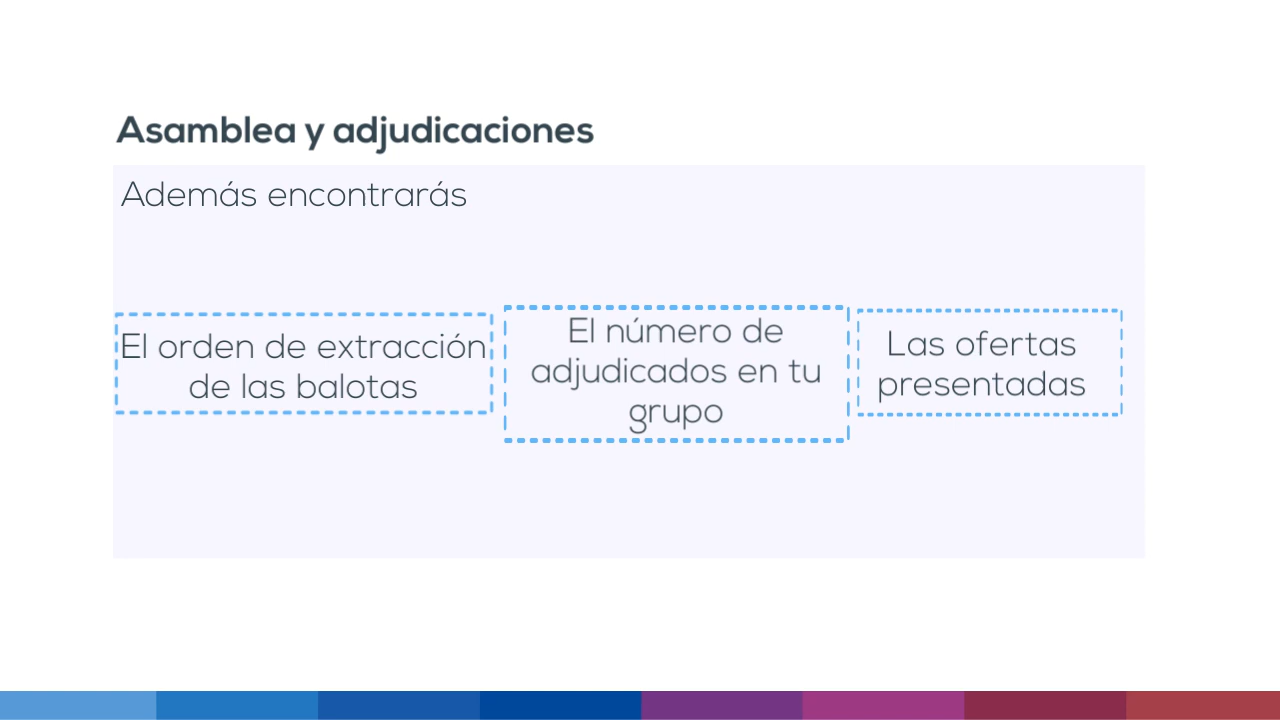 Asamblea y adjudicaciones
Además encontrarás
El orden de extracción
de las balotas
El número de
adjudicados en tu
grupo
Las ofertas
presentadas